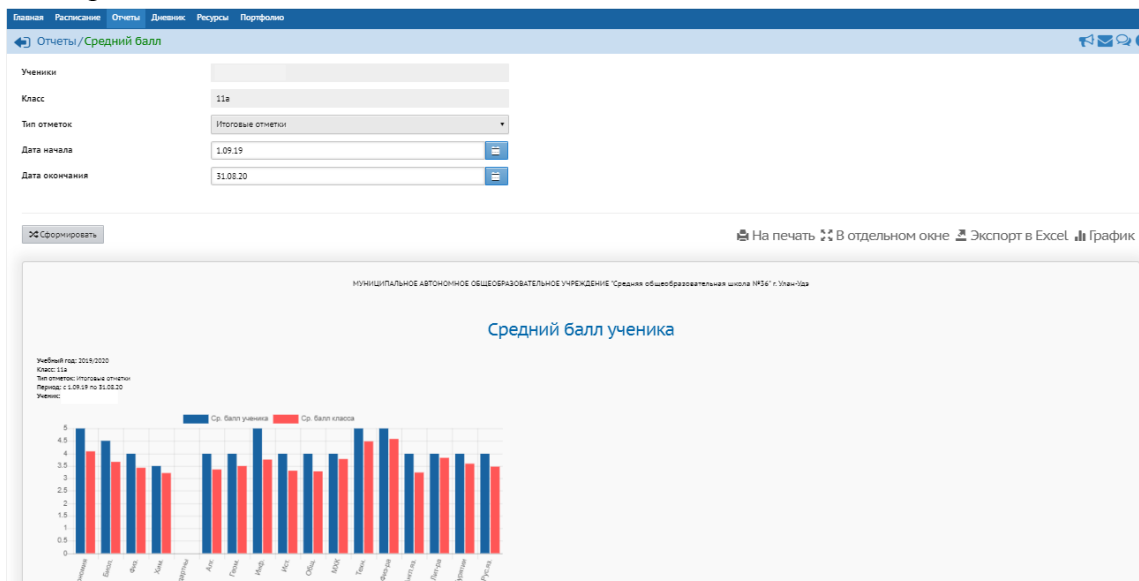 Главная Расписание Отчеты Дневник Ресурсы Портфолио
Отчеты/Средний балл
Ученики
Класс 11а
Тип отметок Итоговые отметки
Дата начала 1.09.19
Дата окончания 31.08.20
Сформировать На печать В отдельном окне Экспорт в Excel График
МУНИЦИПАЛЬНОЕ АВТОНОМНОЕ ОБЩЕОБРАЗОВАТЕЛЬНОЕ УЧРЕЖДЕНИЕ "Средняя общеобразовательная школа №36" г. Улан-Удэ
Средний балл ученика
Учебный год: 2019/2020
Класс: 11а
Тип отметок: Итоговые отметки
Период: с 1.09.19 по 31.08.20
Ученик:
Ср. балл ученика Ср. балл класса
5
4.5
4
3.5
3
2.5
2
1.5
1
0.5
0
Биол. Физ. Хим. Алг. Геом. Инф. Ист. Общ. МХК Техн. Физ-ра Лит-ра Рус.яз.